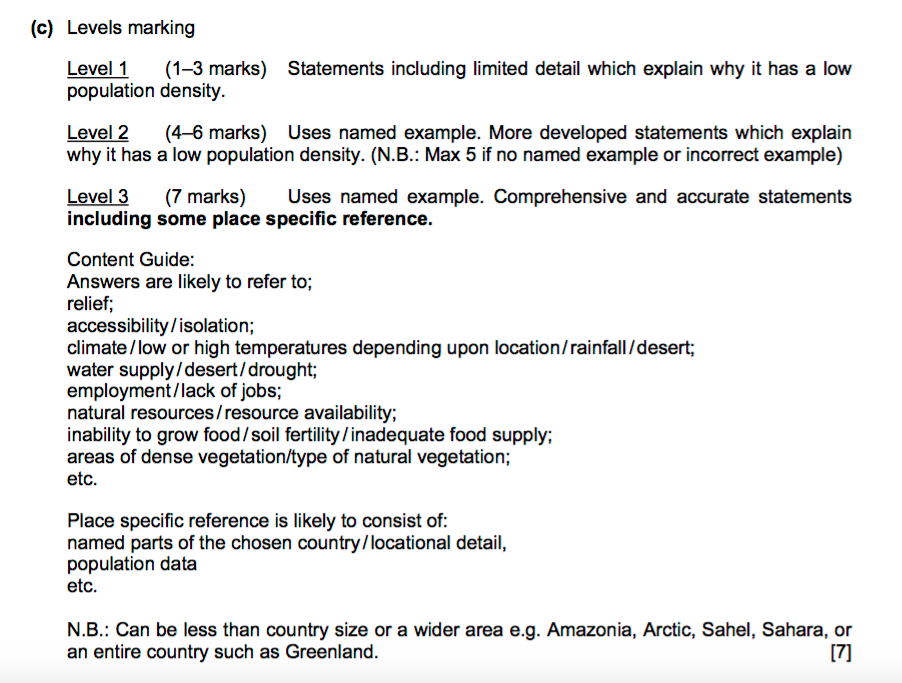 (c) Levels marking
Level 1 (1–3 marks) Statements including limited detail which explain why it has a low
population density.
Level 2 (4–6 marks) Uses named example. More developed statements which explain
why it has a low population density. (N.B.: Max 5 if no named example or incorrect example)
Level 3 (7 marks) Uses named example. Comprehensive and accurate statements
including some place specific reference.
Content Guide:
Answers are likely to refer to;
relief;
accessibility/isolation;
climate/low or high temperatures depending upon location/rainfall/desert;
water supply/desert/drought;
employment/lack of jobs;
natural resources/resource availability;
inability to grow food/soil fertility/inadequate food supply;
areas of dense vegetation/type of natural vegetation;
etc.
Place specific reference is likely to consist of:
named parts of the chosen country/locational detail,
population data
etc.
N.B.: Can be less than country size or a wider area e.g. Amazonia, Arctic, Sahel, Sahara, or
an entire country such as Greenland. [7]